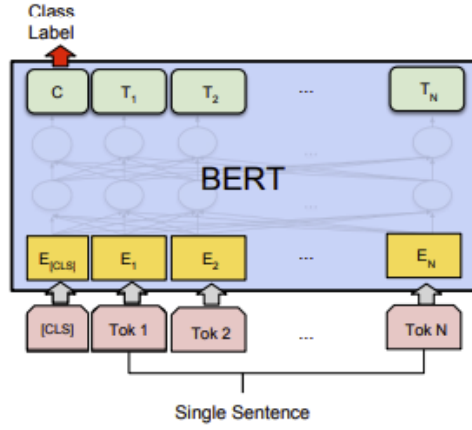 Class
Label
C T1 T2 ... TN
...
BERT
...
E[CLS] E1 E2 ... EN
[CLS] Tok 1 Tok 2 ... Tok N
Single Sentence